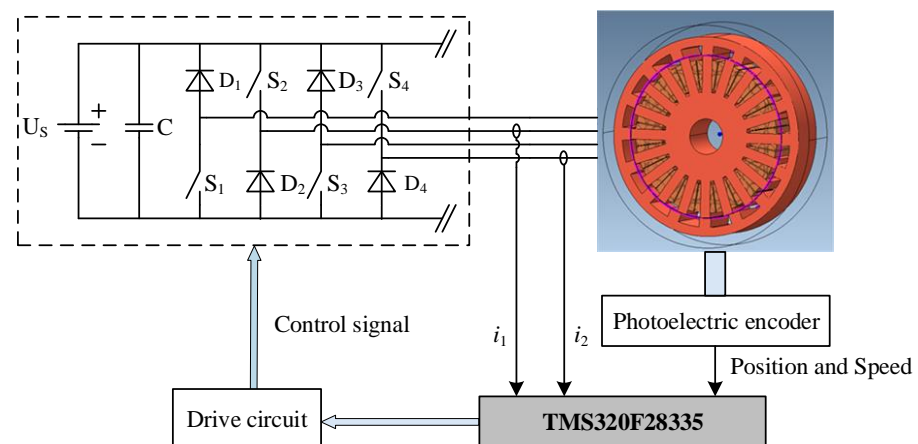 D₁
S₂
D₃
S₄
U_S
+
−
C
S₁
D₂
S₃
D₄
Control signal
i₁
i₂
Photoelectric encoder
Position and Speed
Drive circuit
TMS320F28335